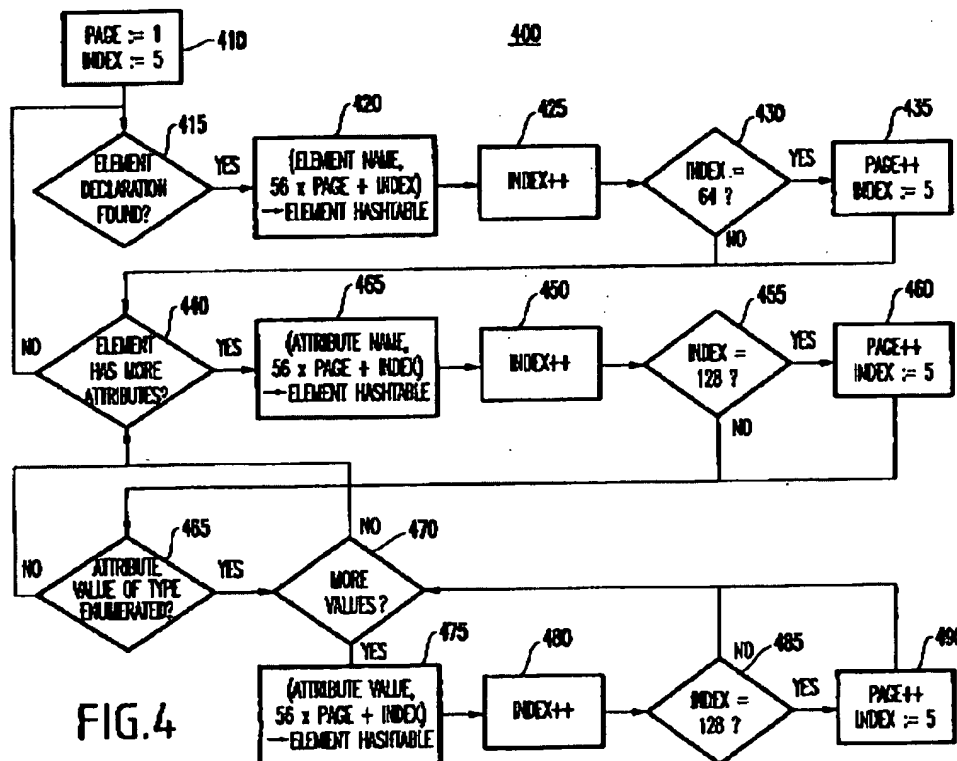 400
PAGE := 1
INDEX := 5
410
415
ELEMENT
DECLARATION
FOUND?
YES
420
(ELEMENT NAME,
56 x PAGE + INDEX)
→ELEMENT HASHTABLE
425
INDEX++
430
INDEX =
64 ?
YES
NO
435
PAGE++
INDEX := 5
440
ELEMENT
HAS MORE
ATTRIBUTES?
NO
YES
465
(ATTRIBUTE NAME,
56 x PAGE + INDEX)
→ELEMENT HASHTABLE
450
INDEX++
455
INDEX =
128 ?
YES
NO
460
PAGE++
INDEX := 5
465
ATTRIBUTE
VALUE OF TYPE
ENUMERATED?
NO
YES
470
MORE
VALUES?
NO
YES
475
(ATTRIBUTE VALUE,
56 x PAGE + INDEX)
→ELEMENT HASHTABLE
480
INDEX++
485
INDEX =
128 ?
NO
YES
490
PAGE++
INDEX := 5
FIG.4